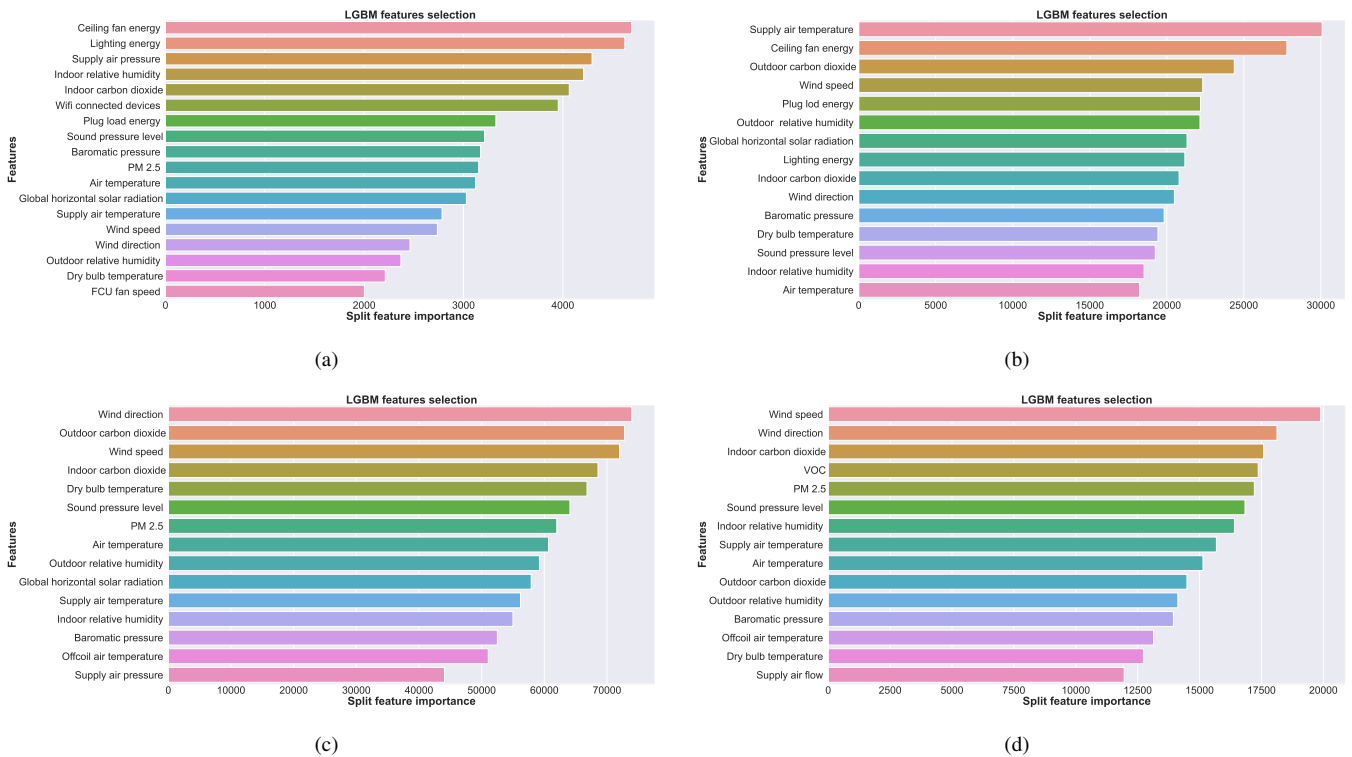 LGBM features selection
Features
Ceiling fan energy
Lighting energy
Supply air pressure
Indoor relative humidity
Indoor carbon dioxide
Wifi connected devices
Plug load energy
Sound pressure level
Baromatic pressure
PM 2.5
Air temperature
Global horizontal solar radiation
Supply air temperature
Wind speed
Wind direction
Outdoor relative humidity
Dry bulb temperature
FCU fan speed
0 1000 2000 3000 4000
Split feature importance
(a)
LGBM features selection
Features
Supply air temperature
Ceiling fan energy
Outdoor carbon dioxide
Wind speed
Plug lod energy
Outdoor relative humidity
Global horizontal solar radiation
Lighting energy
Indoor carbon dioxide
Wind direction
Baromatic pressure
Dry bulb temperature
Sound pressure level
Indoor relative humidity
Air temperature
0 5000 10000 15000 20000 25000 30000
Split feature importance
(b)
LGBM features selection
Features
Wind direction
Outdoor carbon dioxide
Wind speed
Indoor carbon dioxide
Dry bulb temperature
Sound pressure level
PM 2.5
Air temperature
Outdoor relative humidity
Global horizontal solar radiation
Supply air temperature
Indoor relative humidity
Baromatic pressure
Offcoil air temperature
Supply air pressure
0 10000 20000 30000 40000 50000 60000 70000
Split feature importance
(c)
LGBM features selection
Features
Wind speed
Wind direction
Indoor carbon dioxide
VOC
PM 2.5
Sound pressure level
Indoor relative humidity
Supply air temperature
Air temperature
Outdoor carbon dioxide
Outdoor relative humidity
Baromatic pressure
Offcoil air temperature
Dry bulb temperature
Supply air flow
0 2500 5000 7500 10000 12500 15000 17500 20000
Split feature importance
(d)